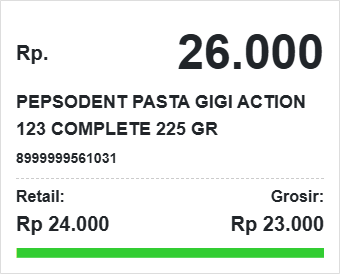 Rp. 26.000
PEPSODENT PASTA GIGI ACTION
123 COMPLETE 225 GR
8999999561031
Retail: Grosir:
Rp 24.000 Rp 23.000